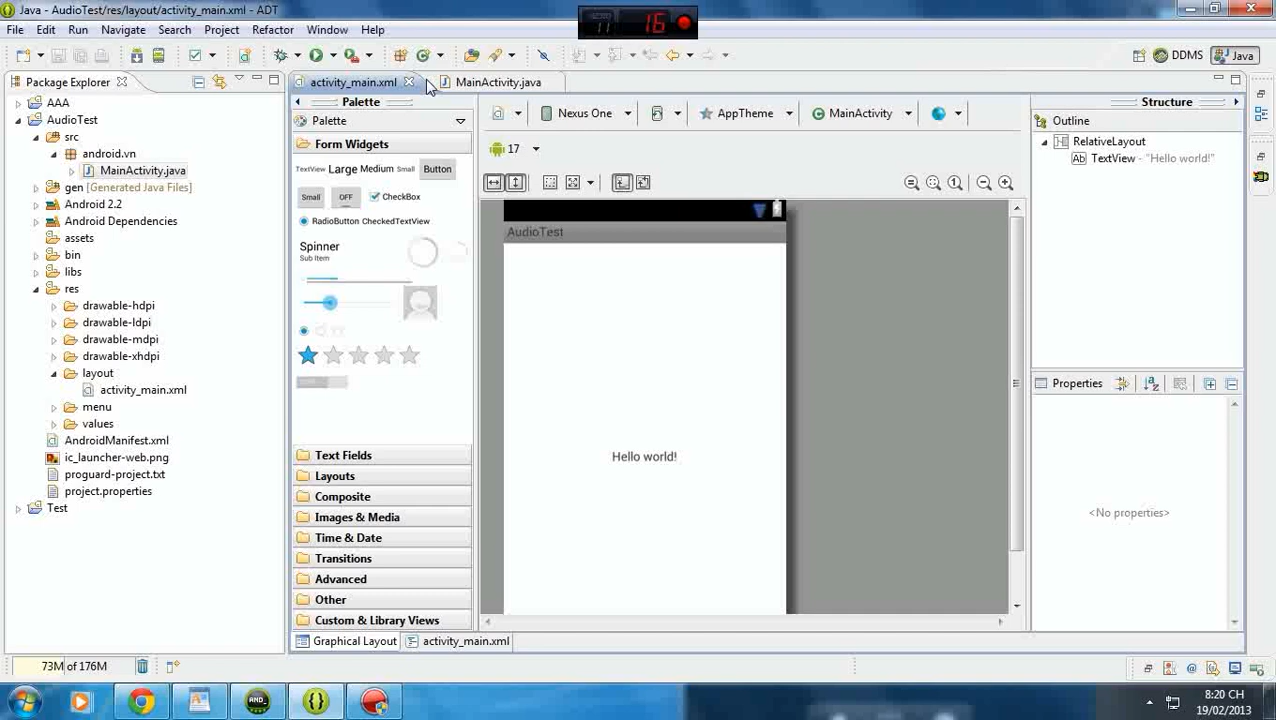 Java - AudioTest/res/layout/activity_main.xml - ADT
16
File Edit Run Navigate Search Project Refactor Window Help
DDMS Java
Package Explorer
activity_main.xml MainActivity.java
AAA
AudioTest
src
android.vn
MainActivity.java
gen [Generated Java Files]
Android 2.2
Android Dependencies
assets
bin
libs
res
drawable-hdpi
drawable-ldpi
drawable-mdpi
drawable-xhdpi
layout
activity_main.xml
menu
values
AndroidManifest.xml
ic_launcher-web.png
proguard-project.txt
project.properties
Test
Palette
Palette
Form Widgets
TextView Large Medium Small Button
Small OFF CheckBox
RadioButton CheckedTextView
Spinner
Sub Item
Text Fields
Layouts
Composite
Images & Media
Time & Date
Transitions
Advanced
Other
Custom & Library Views
Nexus One AppTheme MainActivity
17
AudioTest
Hello world!
Graphical Layout activity_main.xml
Structure
Outline
RelativeLayout
Ab TextView - "Hello world!"
Properties
<No properties>
73M of 176M
8:20 CH
19/02/2013